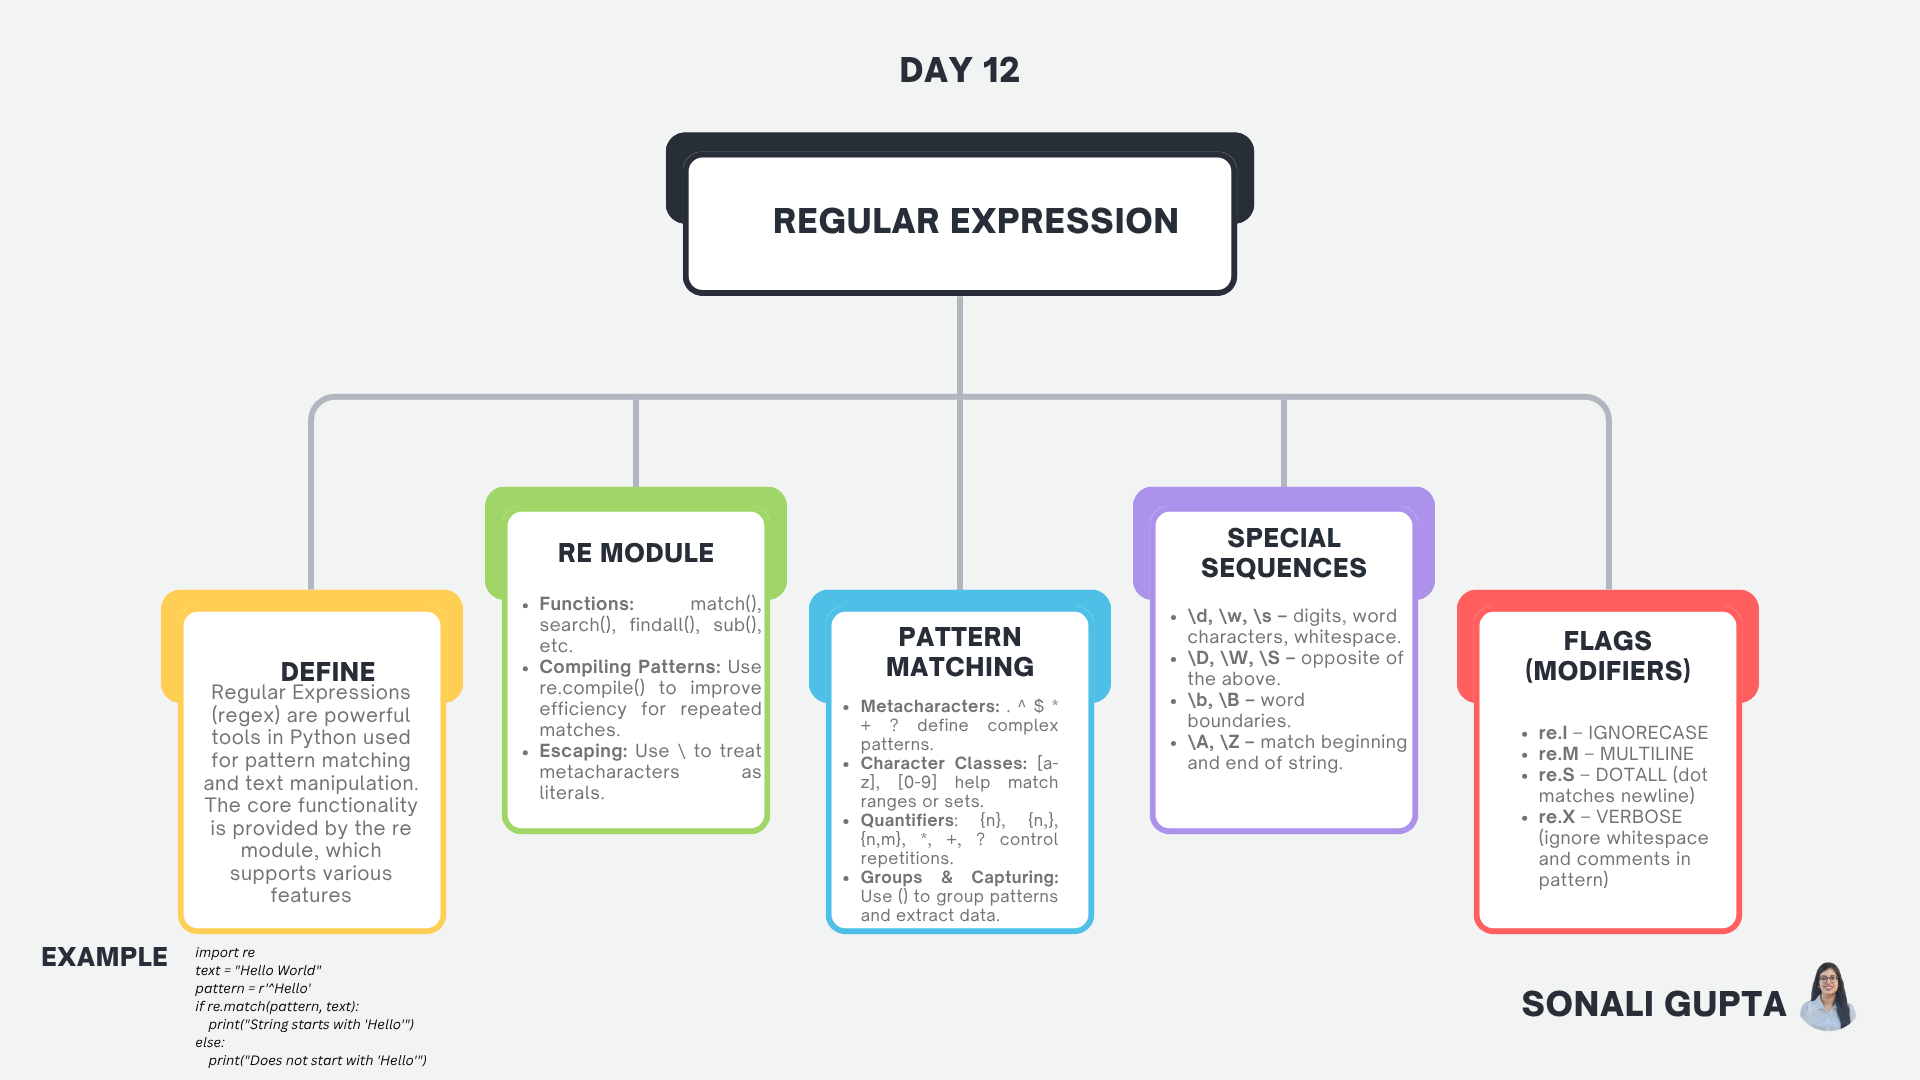 DAY 12
REGULAR EXPRESSION
DEFINE
Regular Expressions
(regex) are powerful
tools in Python used
for pattern matching
and text manipulation.
The core functionality
is provided by the re
module, which
supports various
features
RE MODULE
• Functions: match(),
search(), findall(), sub(),
etc.
• Compiling Patterns: Use
re.compile() to improve
efficiency for repeated
matches.
• Escaping: Use \ to treat
metacharacters as
literals.
PATTERN
MATCHING
• Metacharacters: . ^ $ *
+ ? define complex
patterns.
• Character Classes: [a-
z], [0-9] help match
ranges or sets.
• Quantifiers: {n}, {n,},
{n,m}, *, +, ? control
repetitions.
• Groups & Capturing:
Use () to group patterns
and extract data.
SPECIAL
SEQUENCES
• \d, \w, \s – digits, word
characters, whitespace.
• \D, \W, \S – opposite of
the above.
• \b, \B – word
boundaries.
• \A, \Z – match beginning
and end of string.
FLAGS
(MODIFIERS)
• re.I – IGNORECASE
• re.M – MULTILINE
• re.S – DOTALL (dot
matches newline)
• re.X – VERBOSE
(ignore whitespace
and comments in
pattern)
EXAMPLE
import re
text = "Hello World"
pattern = r'^Hello'
if re.match(pattern, text):
    print("String starts with 'Hello'")
else:
    print("Does not start with 'Hello'")
SONALI GUPTA